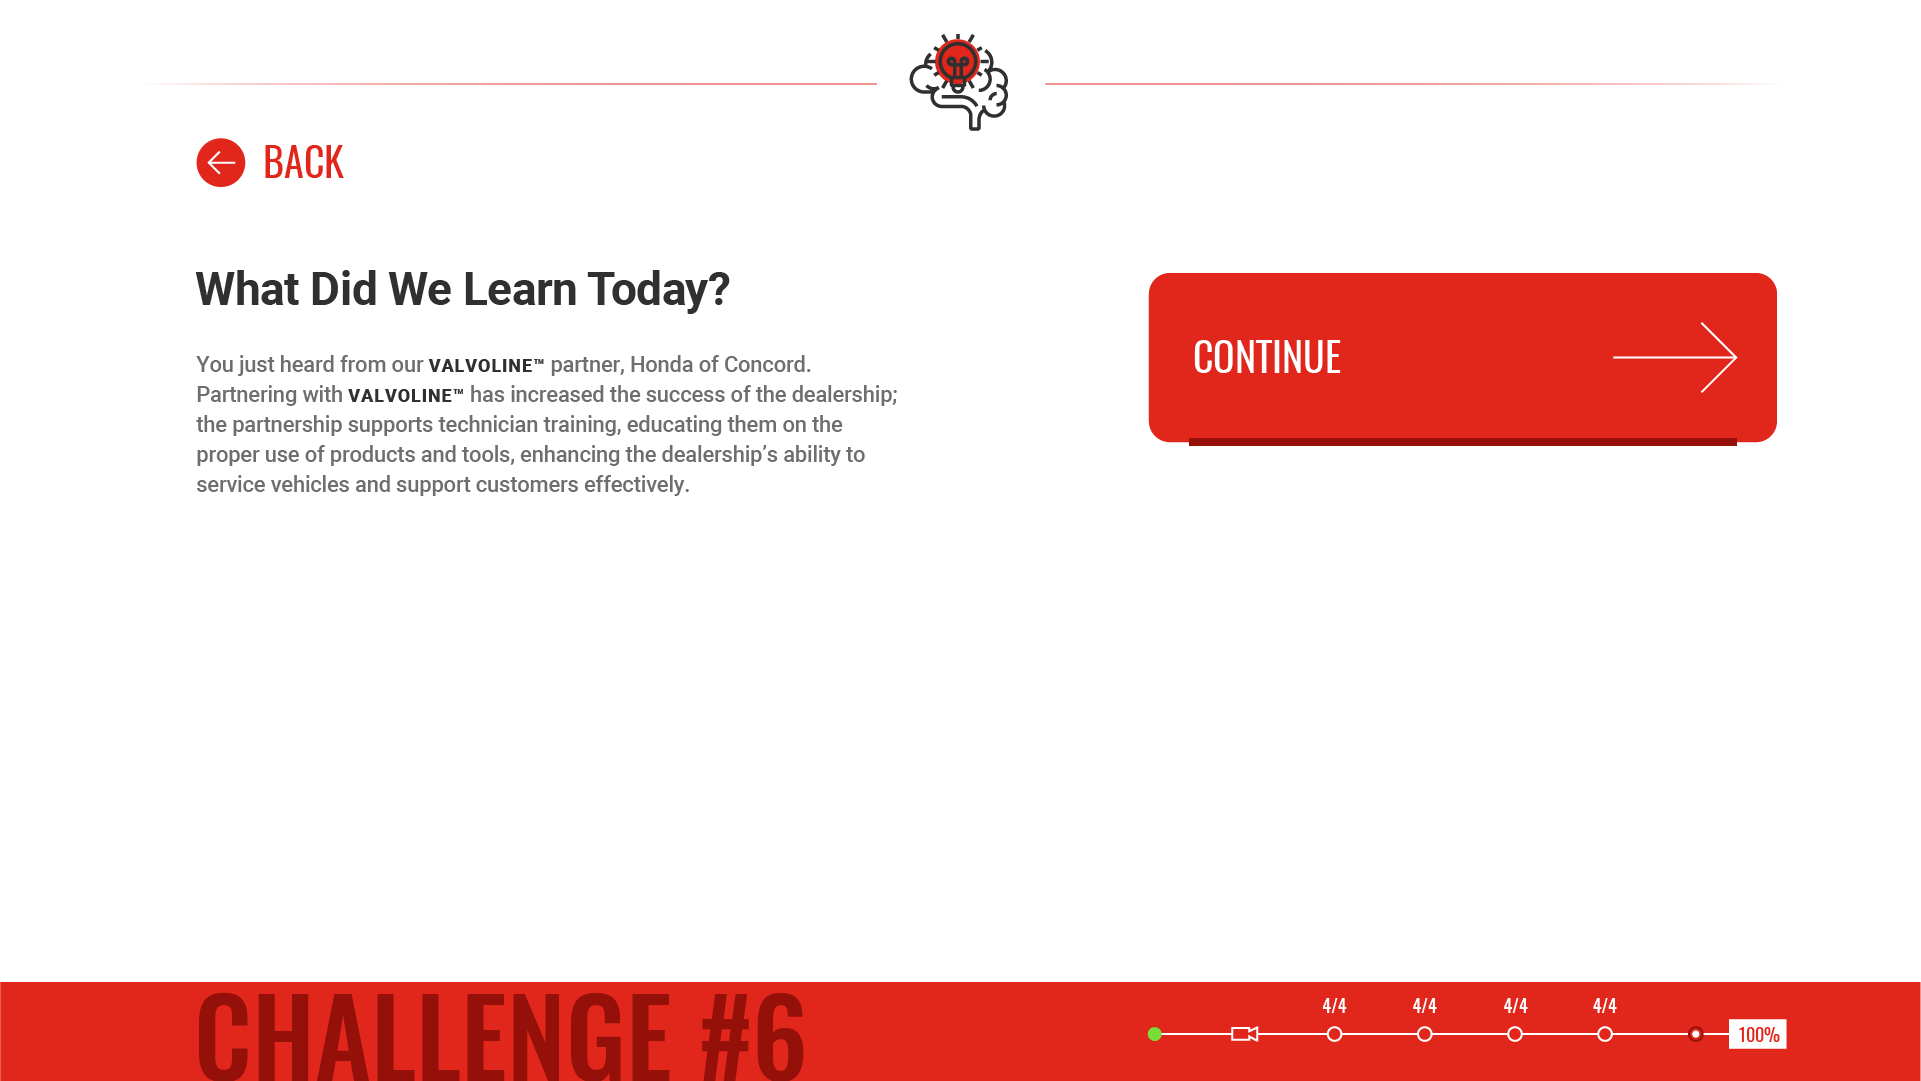 BACK
What Did We Learn Today?
You just heard from our VALVOLINE™ partner, Honda of Concord.
Partnering with VALVOLINE™ has increased the success of the dealership;
the partnership supports technician training, educating them on the
proper use of products and tools, enhancing the dealership’s ability to
service vehicles and support customers effectively.
CONTINUE
CHALLENGE #6
4/4 4/4 4/4 4/4
100%